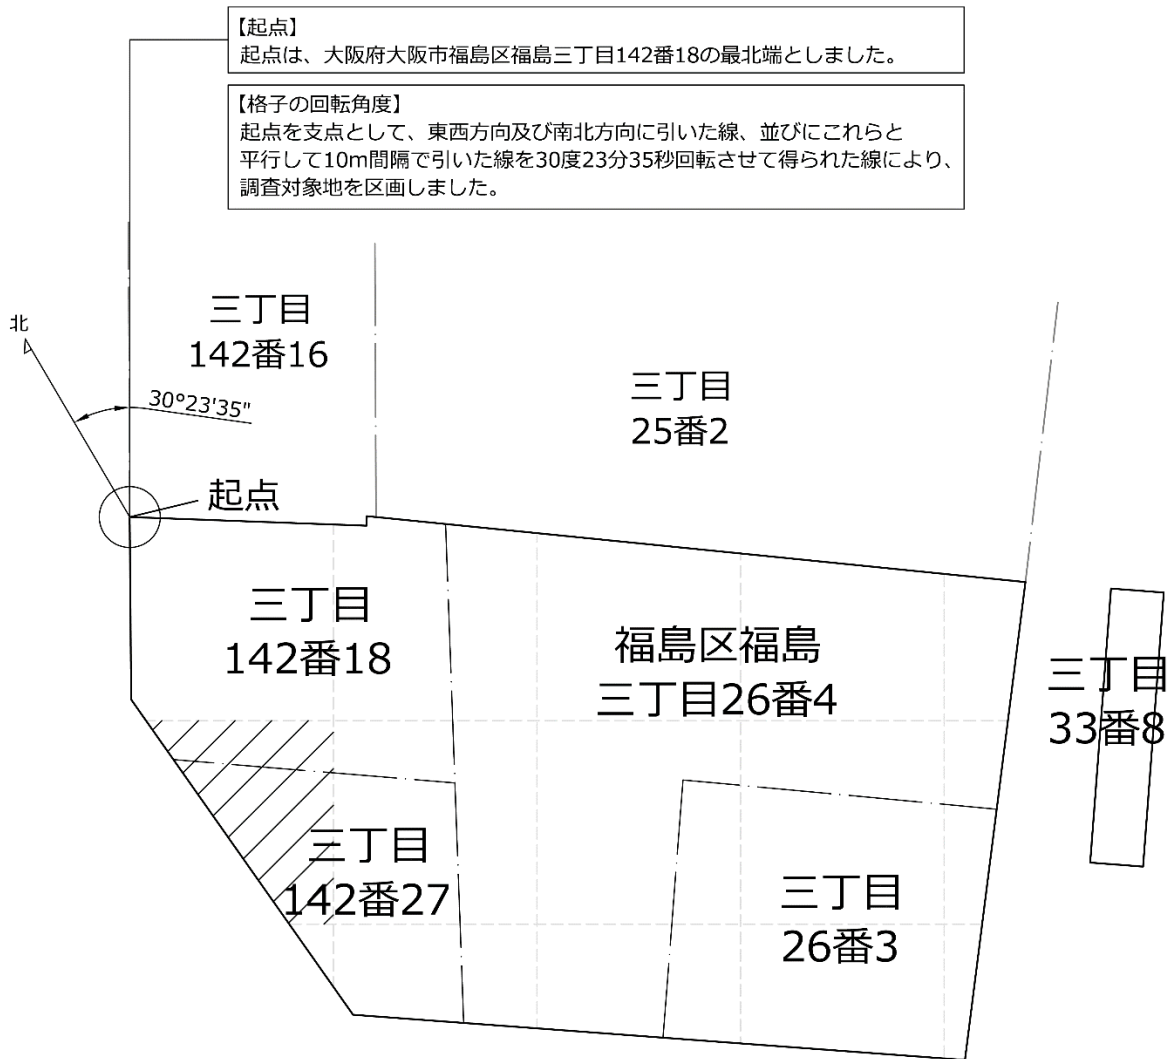 【起点】
起点は、大阪府大阪市福島区福島三丁目142番18の最北端としました。
【格子の回転角度】
起点を支点として、東西方向及び南北方向に引いた線、並びにこれらと
平行して10m間隔で引いた線を30度23分35秒回転させて得られた線により、
調査対象地を区画しました。
三丁目
142番16
北
三丁目
25番2
30°23'35"
起点
三丁目
142番18
福島区福島
三丁目26番4
三丁目
33番8
三丁目
142番27
三丁目
26番3